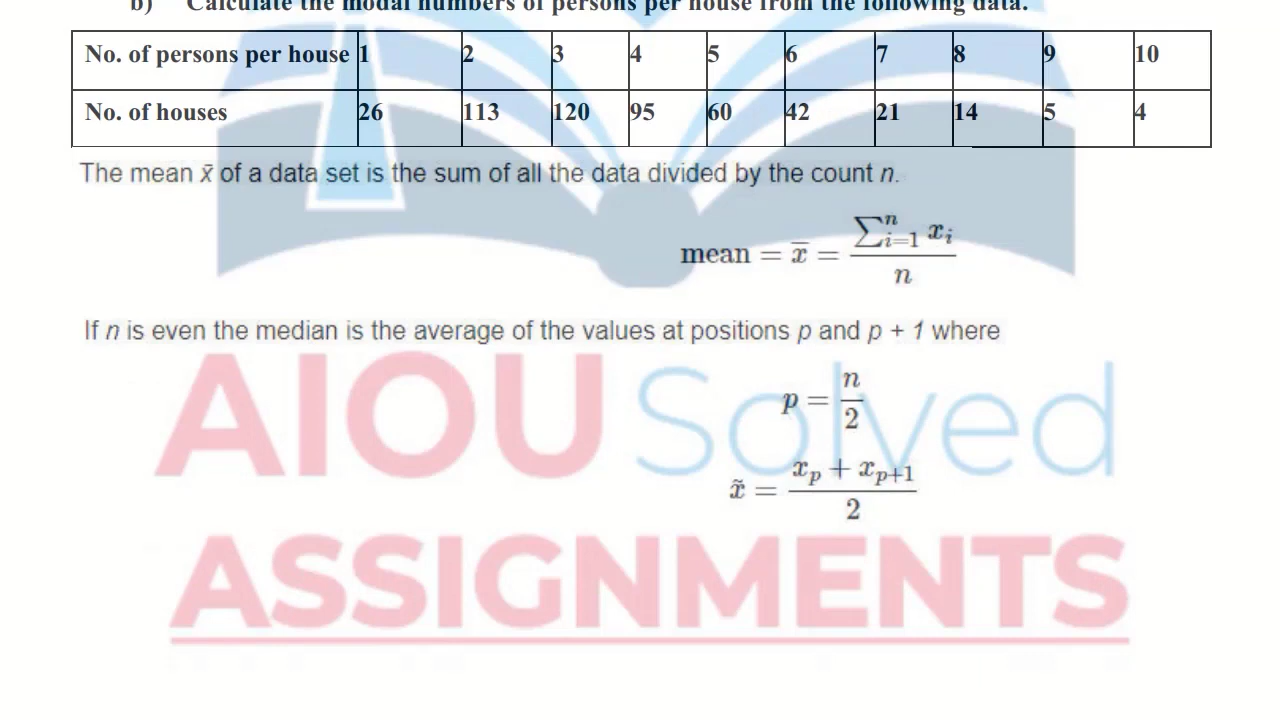 b) Calculate the modal numbers of persons per house from the following data.
No. of persons per house 1 2 3 4 5 6 7 8 9 10
No. of houses 26 113 120 95 60 42 21 14 5 4
The mean x̄ of a data set is the sum of all the data divided by the count n.
mean = x̄ = ∑ⁿᵢ₌₁ xᵢ / n
If n is even the median is the average of the values at positions p and p + 1 where
p = n / 2
x̃ = xₚ + xₚ₊₁ / 2
AIOU Solved
ASSIGNMENTS